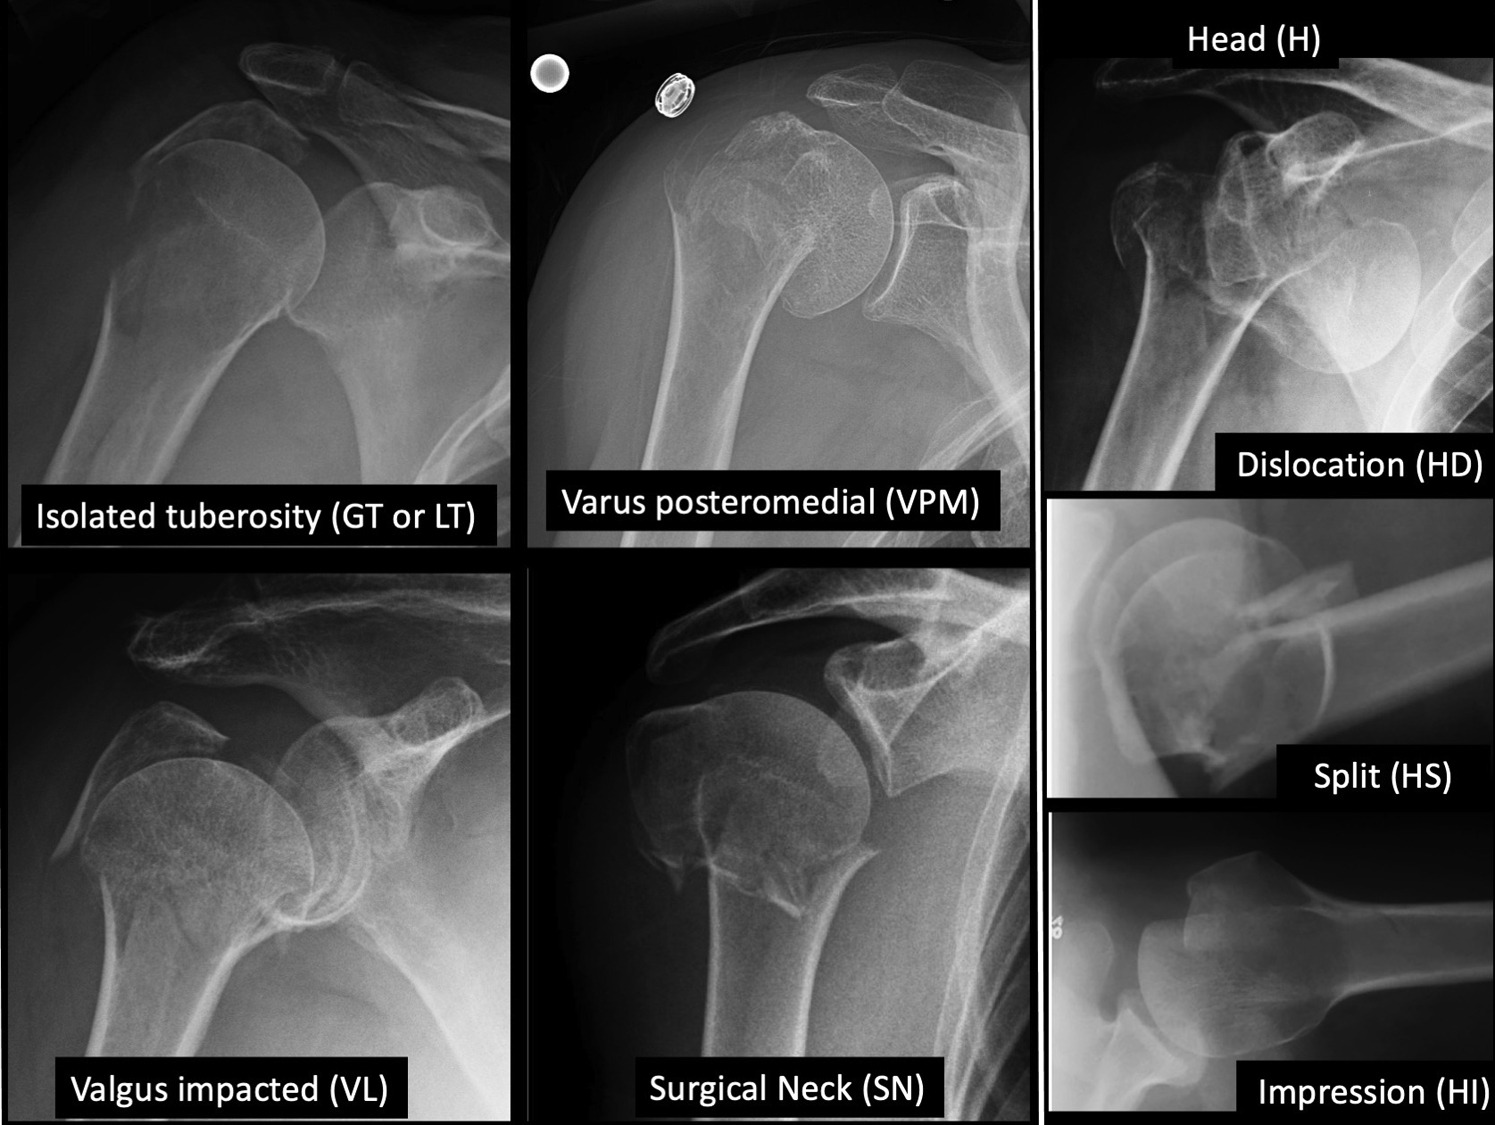 Head (H)
Isolated tuberosity (GT or LT)
Varus posteromedial (VPM)
Dislocation (HD)
Split (HS)
Valgus impacted (VL)
Surgical Neck (SN)
Impression (HI)